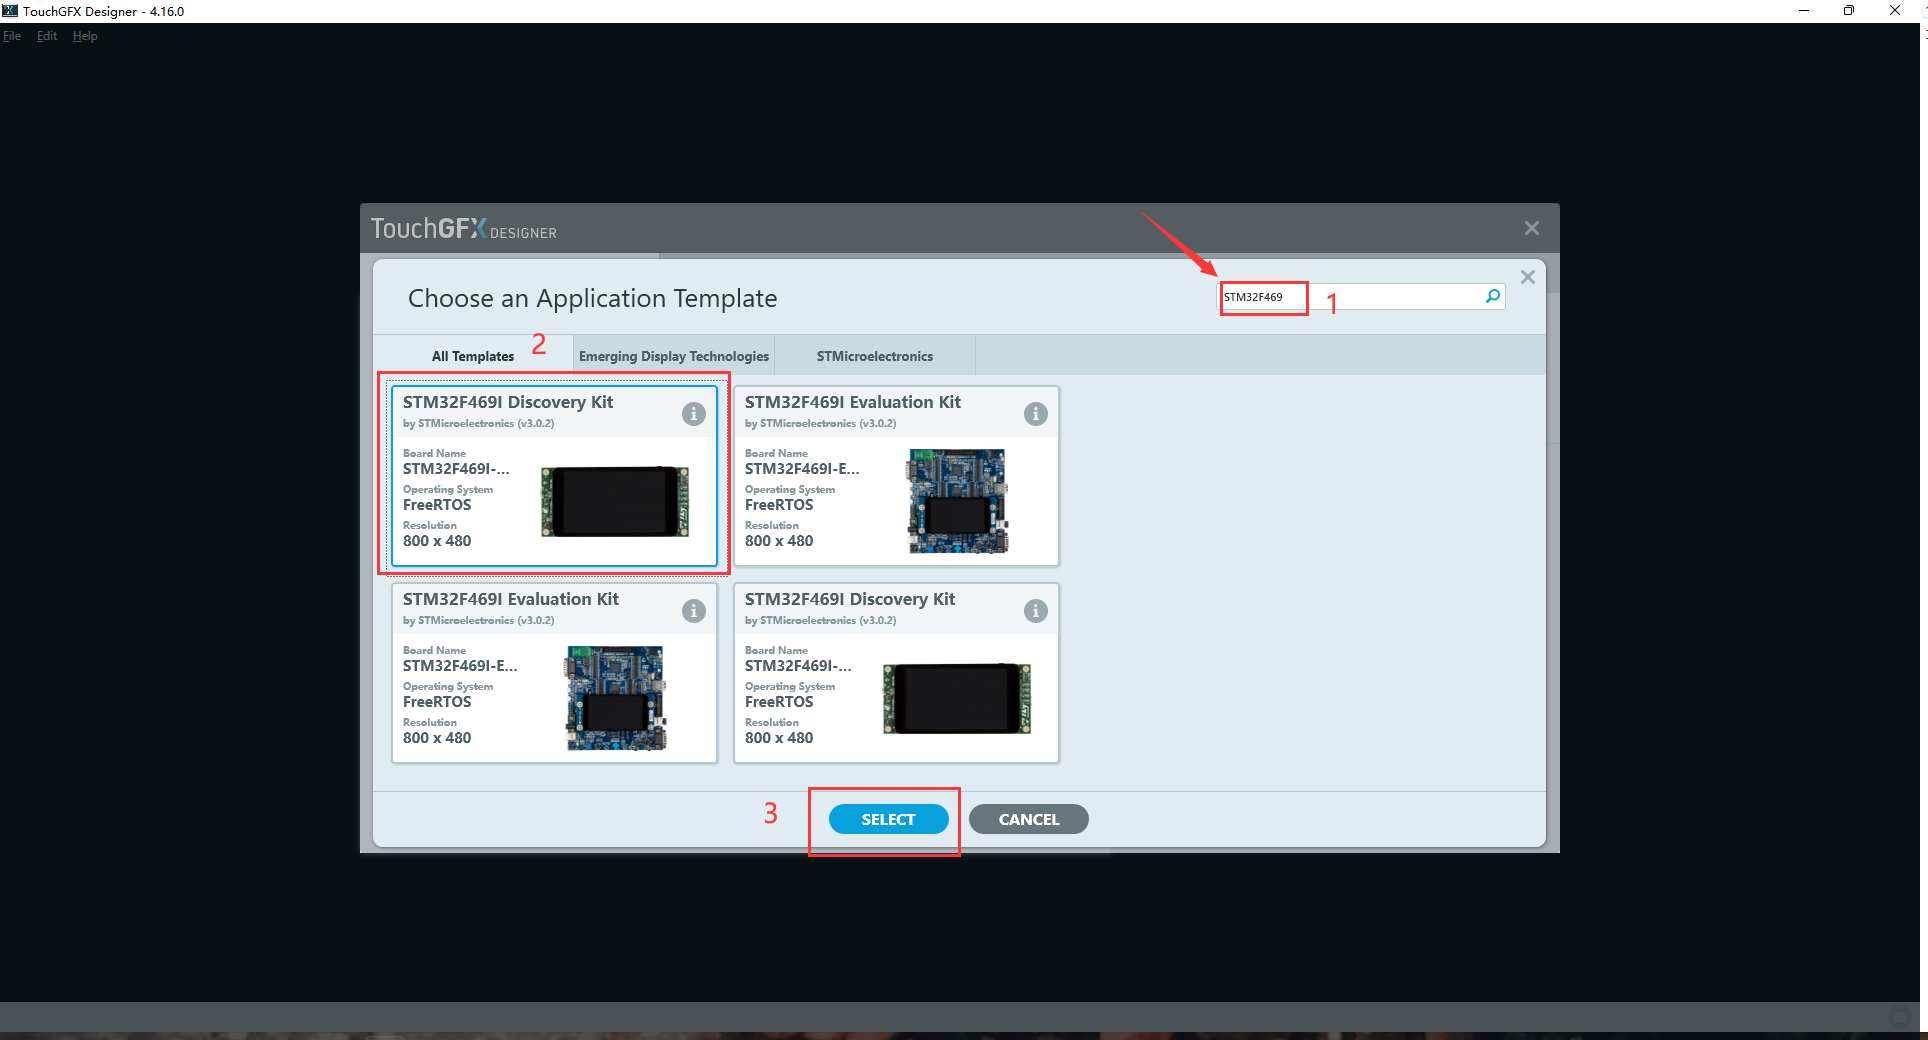 TouchGFX Designer - 4.16.0
File Edit Help
TouchGFX DESIGNER
Choose an Application Template
STM32F469
1
2
All Templates
Emerging Display Technologies
STMicroelectronics
STM32F469I Discovery Kit
by STMicroelectronics (v3.0.2)
Board Name
STM32F469I-...
Operating System
FreeRTOS
Resolution
800 x 480
STM32F469I Evaluation Kit
by STMicroelectronics (v3.0.2)
Board Name
STM32F469I-E...
Operating System
FreeRTOS
Resolution
800 x 480
STM32F469I Evaluation Kit
by STMicroelectronics (v3.0.2)
Board Name
STM32F469I-E...
Operating System
FreeRTOS
Resolution
800 x 480
STM32F469I Discovery Kit
by STMicroelectronics (v3.0.2)
Board Name
STM32F469I-...
Operating System
FreeRTOS
Resolution
800 x 480
3
SELECT
CANCEL